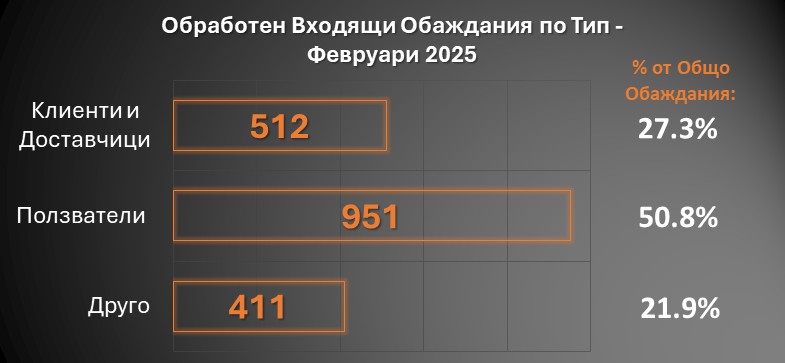 Обработен Входящи Обаждания по Тип -
Февруари 2025
% от Общо
Обаждания:
Клиенти и
Доставчици
512
27.3%
Ползватели
951
50.8%
Друго
411
21.9%